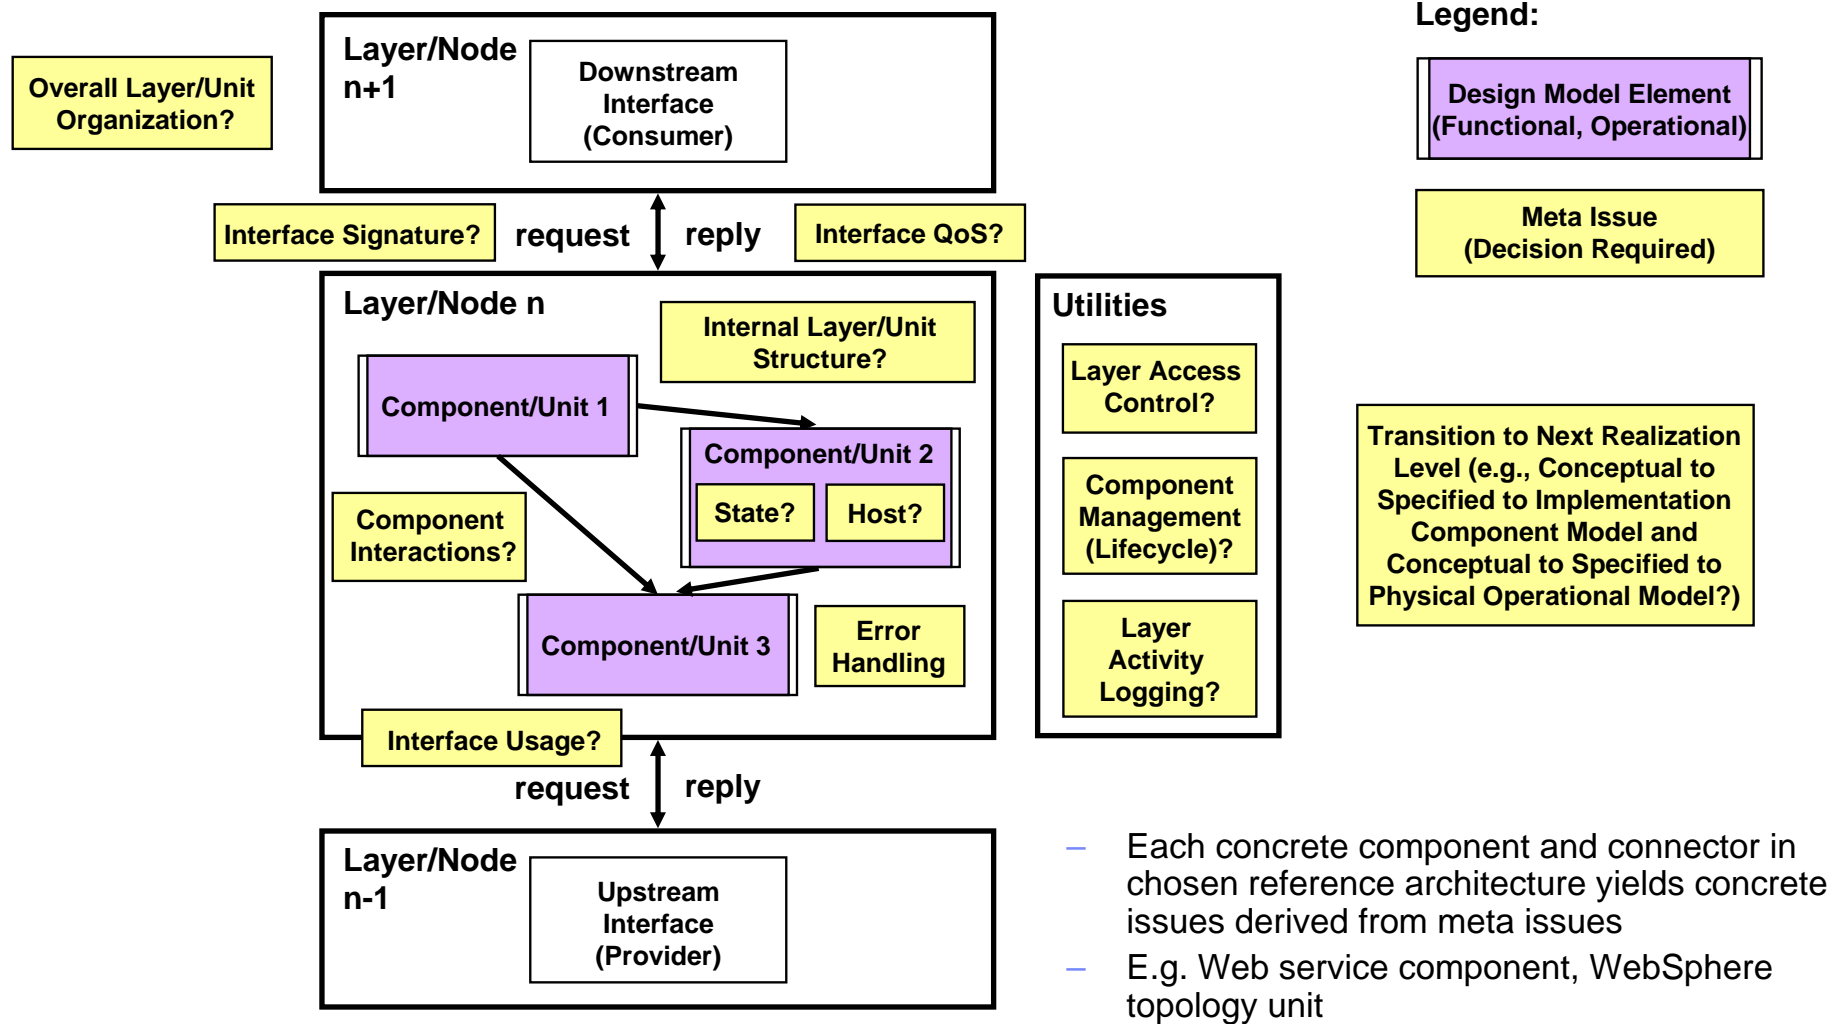 Legend:
Layer/Node
n+1
Downstream
Interface
(Consumer)
Overall Layer/Unit
Organization?
Design Model Element
(Functional, Operational)
Meta Issue
(Decision Required)
Interface Signature?
request
reply
Interface QoS?
Layer/Node n
Internal Layer/Unit
Structure?
Component/Unit 1
Component/Unit 2
State?
Host?
Component
Interactions?
Component/Unit 3
Error
Handling
Interface Usage?
Utilities
Layer Access
Control?
Component
Management
(Lifecycle)?
Layer
Activity
Logging?
Transition to Next Realization
Level (e.g., Conceptual to
Specified to Implementation
Component Model and
Conceptual to Specified to
Physical Operational Model?)
request
reply
Layer/Node
n-1
Upstream
Interface
(Provider)
– Each concrete component and connector in
chosen reference architecture yields concrete
issues derived from meta issues
– E.g. Web service component, WebSphere
topology unit